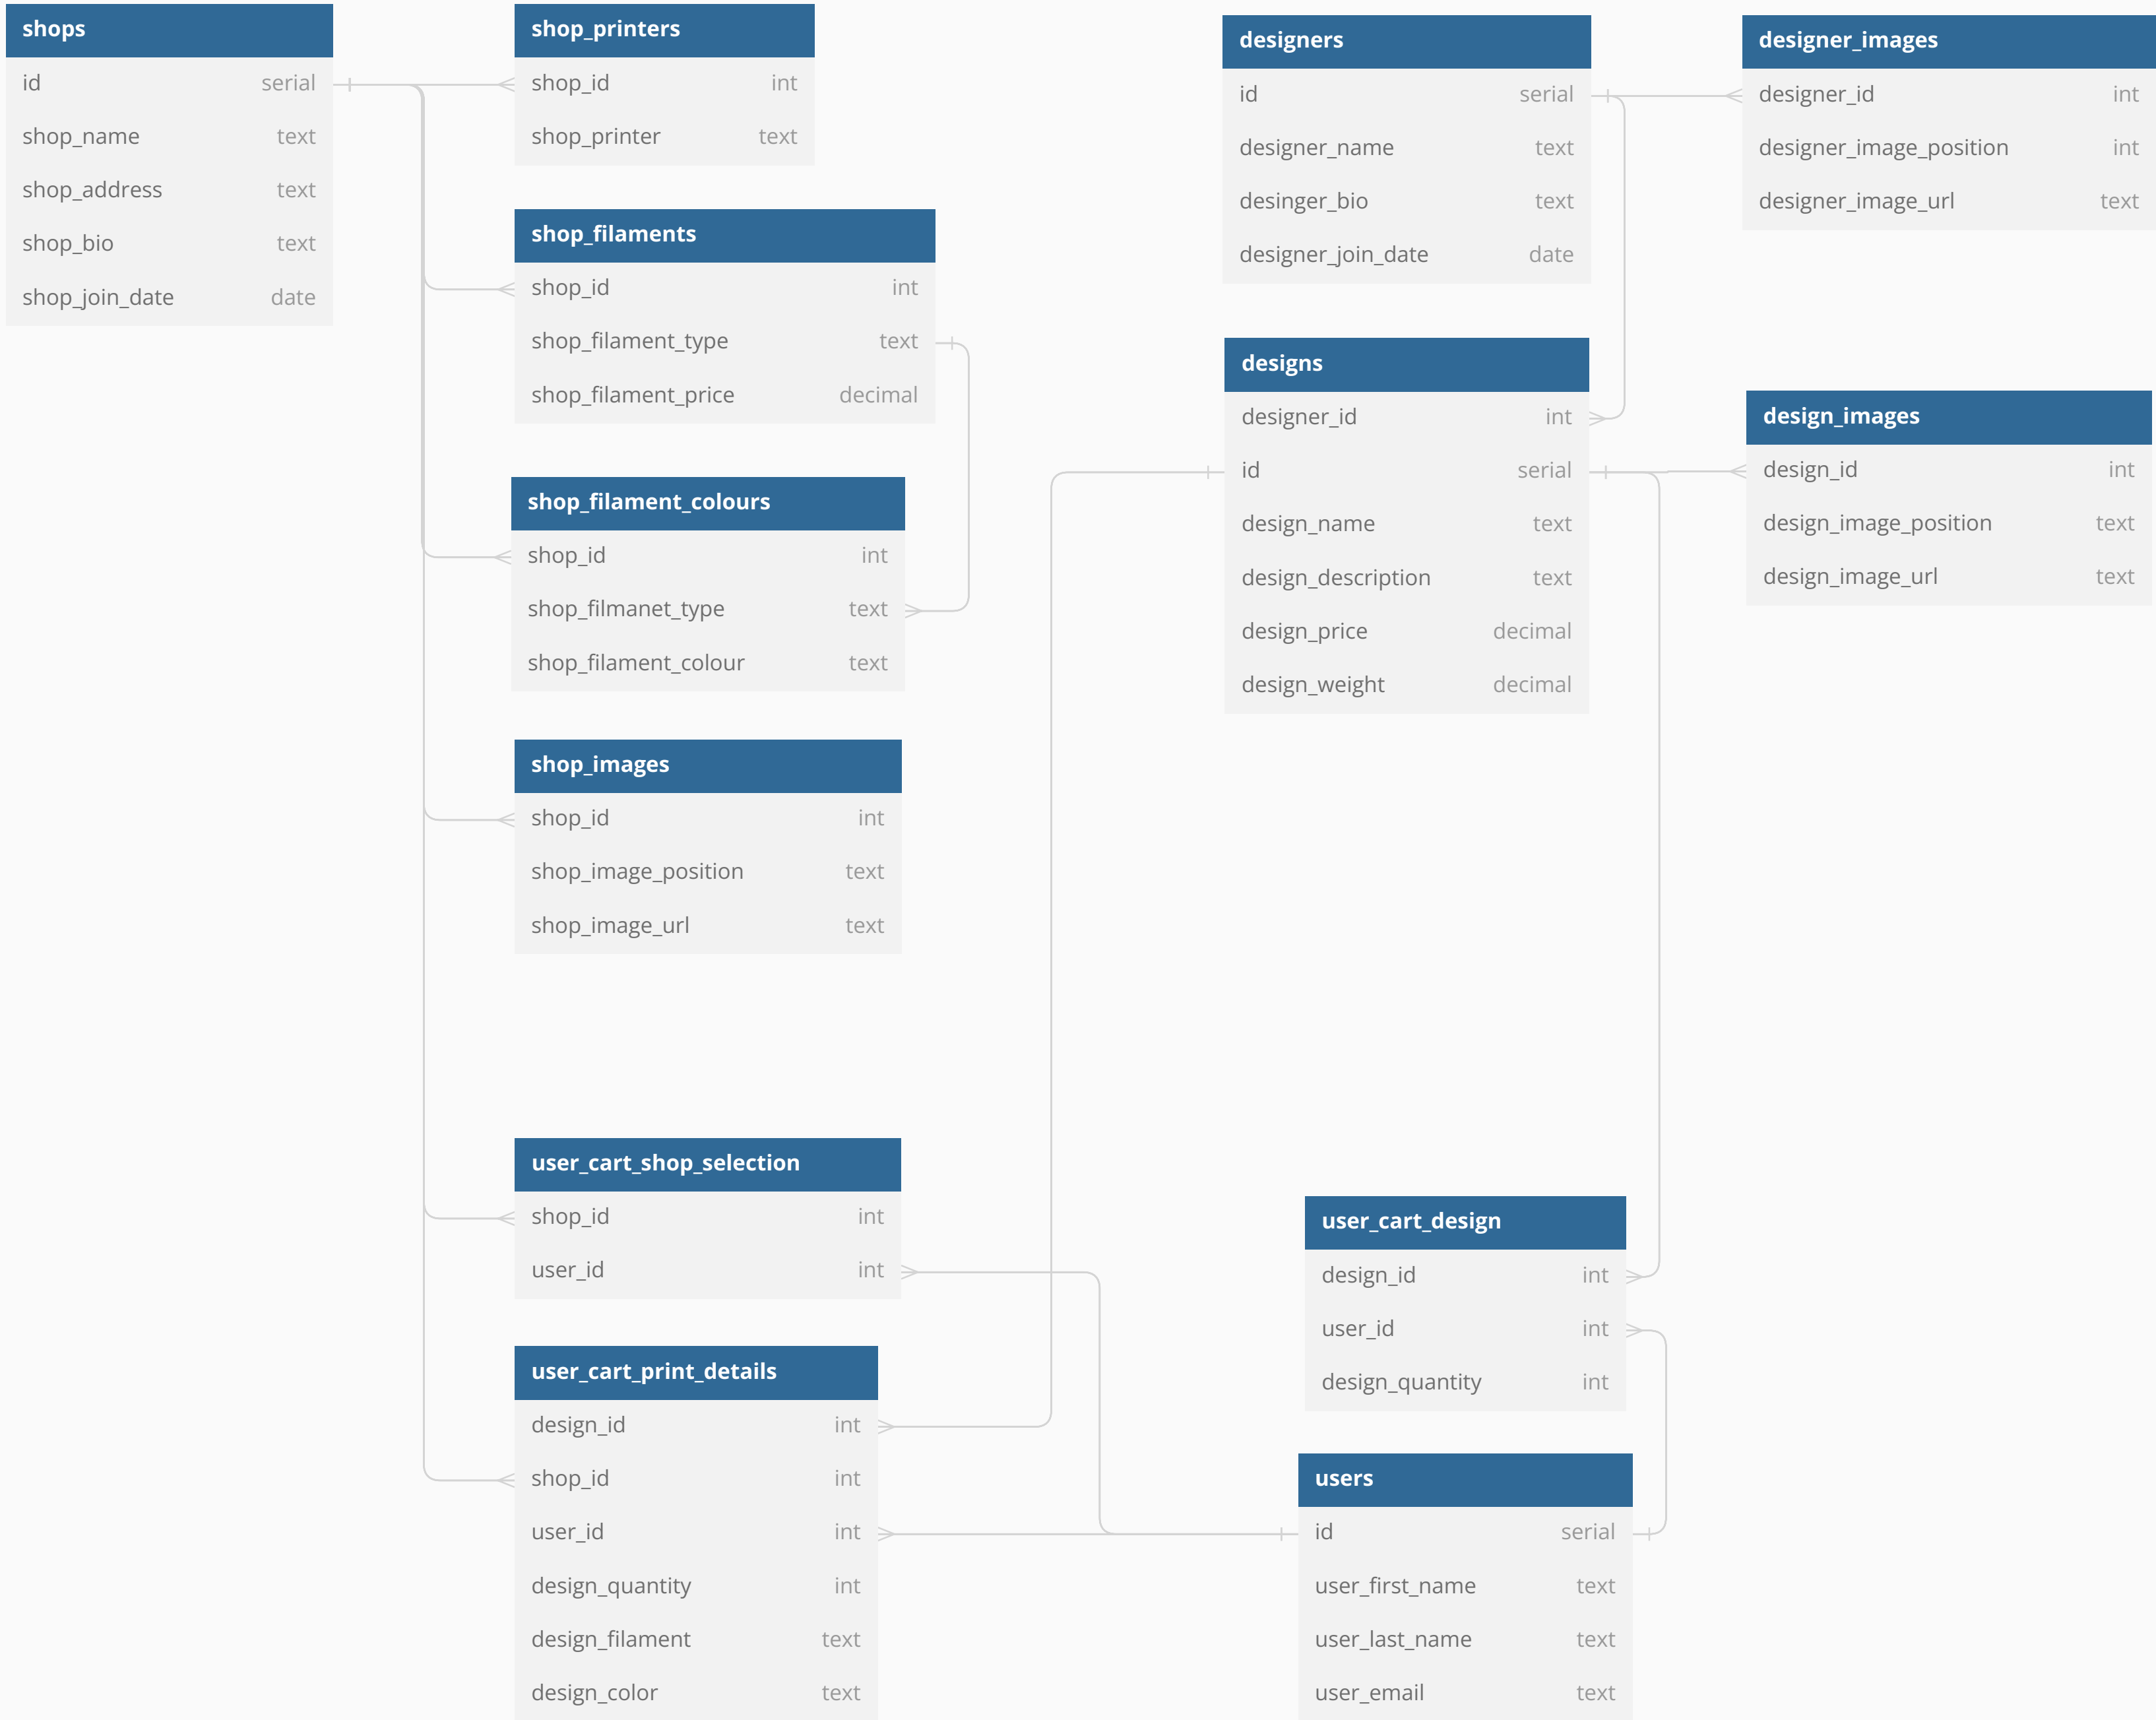 shops
id serial
shop_name text
shop_address text
shop_bio text
shop_join_date date
shop_printers
shop_id int
shop_printer text
shop_filaments
shop_id int
shop_filament_type text
shop_filament_price decimal
shop_filament_colours
shop_id int
shop_filmanet_type text
shop_filament_colour text
shop_images
shop_id int
shop_image_position text
shop_image_url text
user_cart_shop_selection
shop_id int
user_id int
user_cart_print_details
design_id int
shop_id int
user_id int
design_quantity int
design_filament text
design_color text
designers
id serial
designer_name text
desinger_bio text
designer_join_date date
designs
designer_id int
id serial
design_name text
design_description text
design_price decimal
design_weight decimal
designer_images
designer_id int
designer_image_position int
designer_image_url text
design_images
design_id int
design_image_position text
design_image_url text
user_cart_design
design_id int
user_id int
design_quantity int
users
id serial
user_first_name text
user_last_name text
user_email text